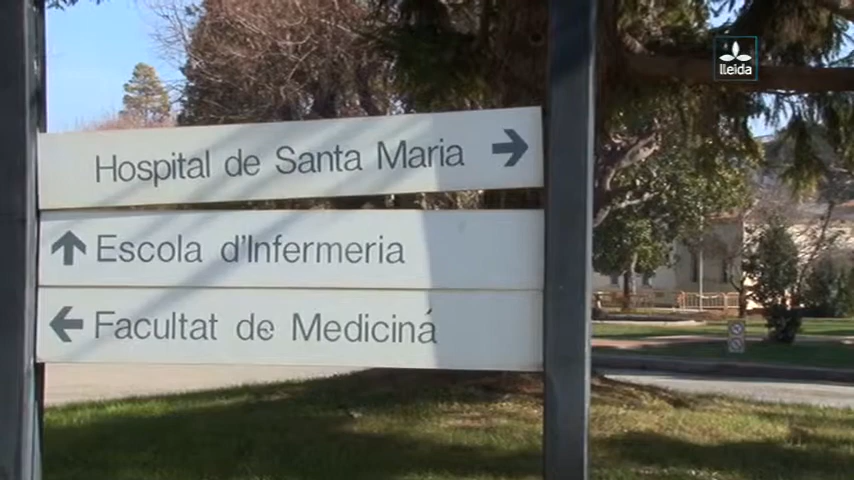 lleida
Hospital de Santa Maria
Escola d'Infermeria
Facultat de Medicina